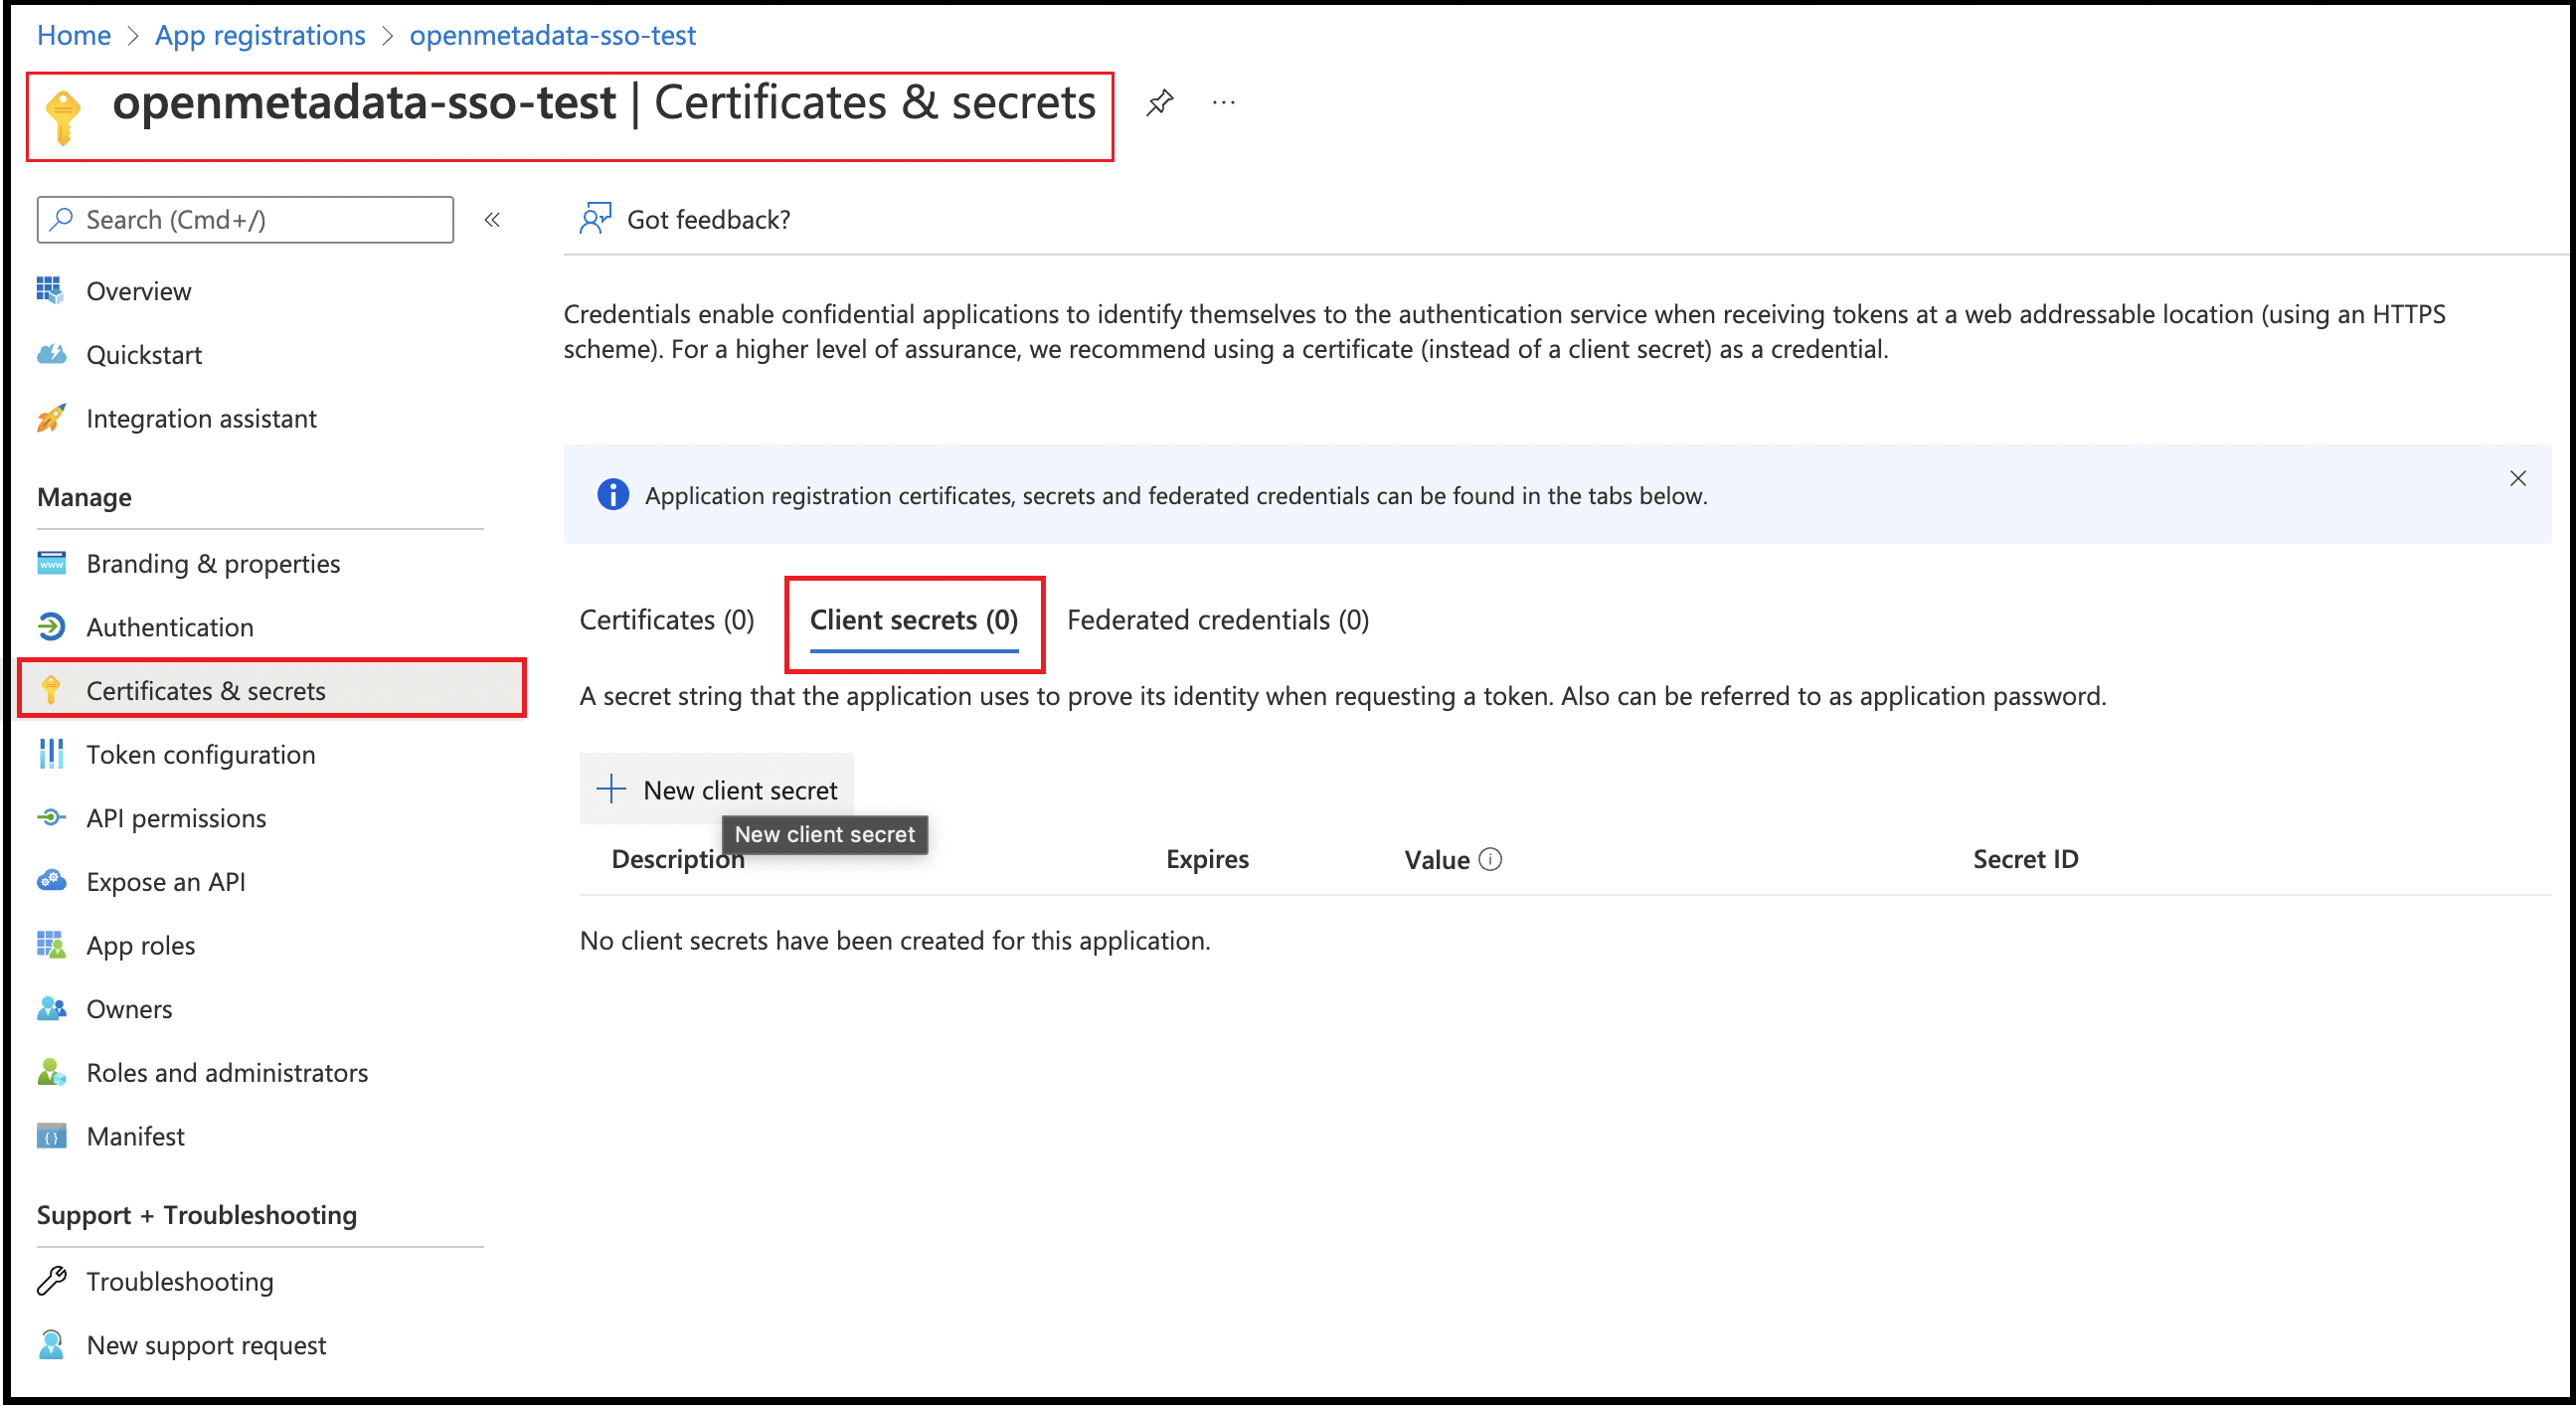 Home > App registrations > openmetadata-sso-test
openmetadata-sso-test | Certificates & secrets
...
Search (Cmd+/)
«
Overview
Quickstart
Integration assistant
Manage
Branding & properties
Authentication
Certificates & secrets
Token configuration
API permissions
Expose an API
App roles
Owners
Roles and administrators
Manifest
Support + Troubleshooting
Troubleshooting
New support request
Got feedback?
Credentials enable confidential applications to identify themselves to the authentication service when receiving tokens at a web addressable location (using an HTTPS
scheme). For a higher level of assurance, we recommend using a certificate (instead of a client secret) as a credential.
Application registration certificates, secrets and federated credentials can be found in the tabs below.
Certificates (0) Client secrets (0) Federated credentials (0)
A secret string that the application uses to prove its identity when requesting a token. Also can be referred to as application password.
New client secret
New client secret
Description Expires Value Secret ID
No client secrets have been created for this application.